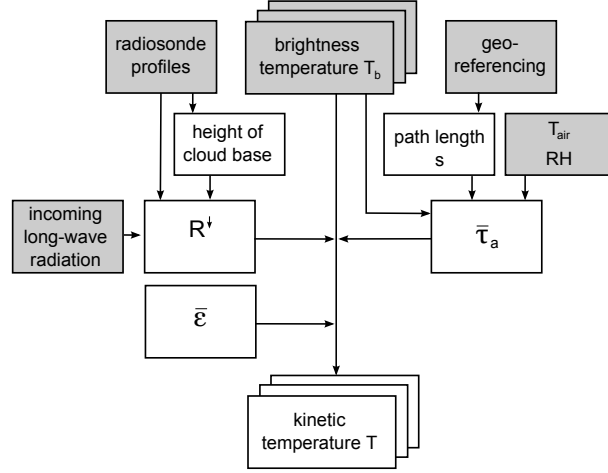 radiosonde
profiles
brightness
temperature T_b
geo-
referencing
height of
cloud base
path length
s
T_air
RH
incoming
long-wave
radiation
R↓
τ̄_a
ε̄
kinetic
temperature T